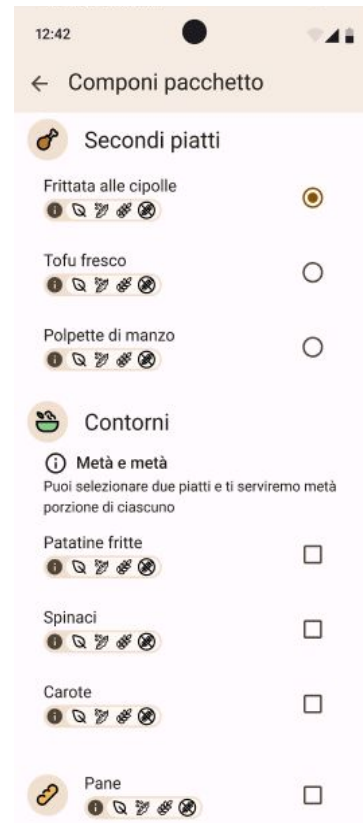 12:42
Componi pacchetto
Secondi piatti
Frittata alle cipolle
Tofu fresco
Polpette di manzo
Contorni
Metà e metà
Puoi selezionare due piatti e ti serviremo metà
porzione di ciascuno
Patatine fritte
Spinaci
Carote
Pane